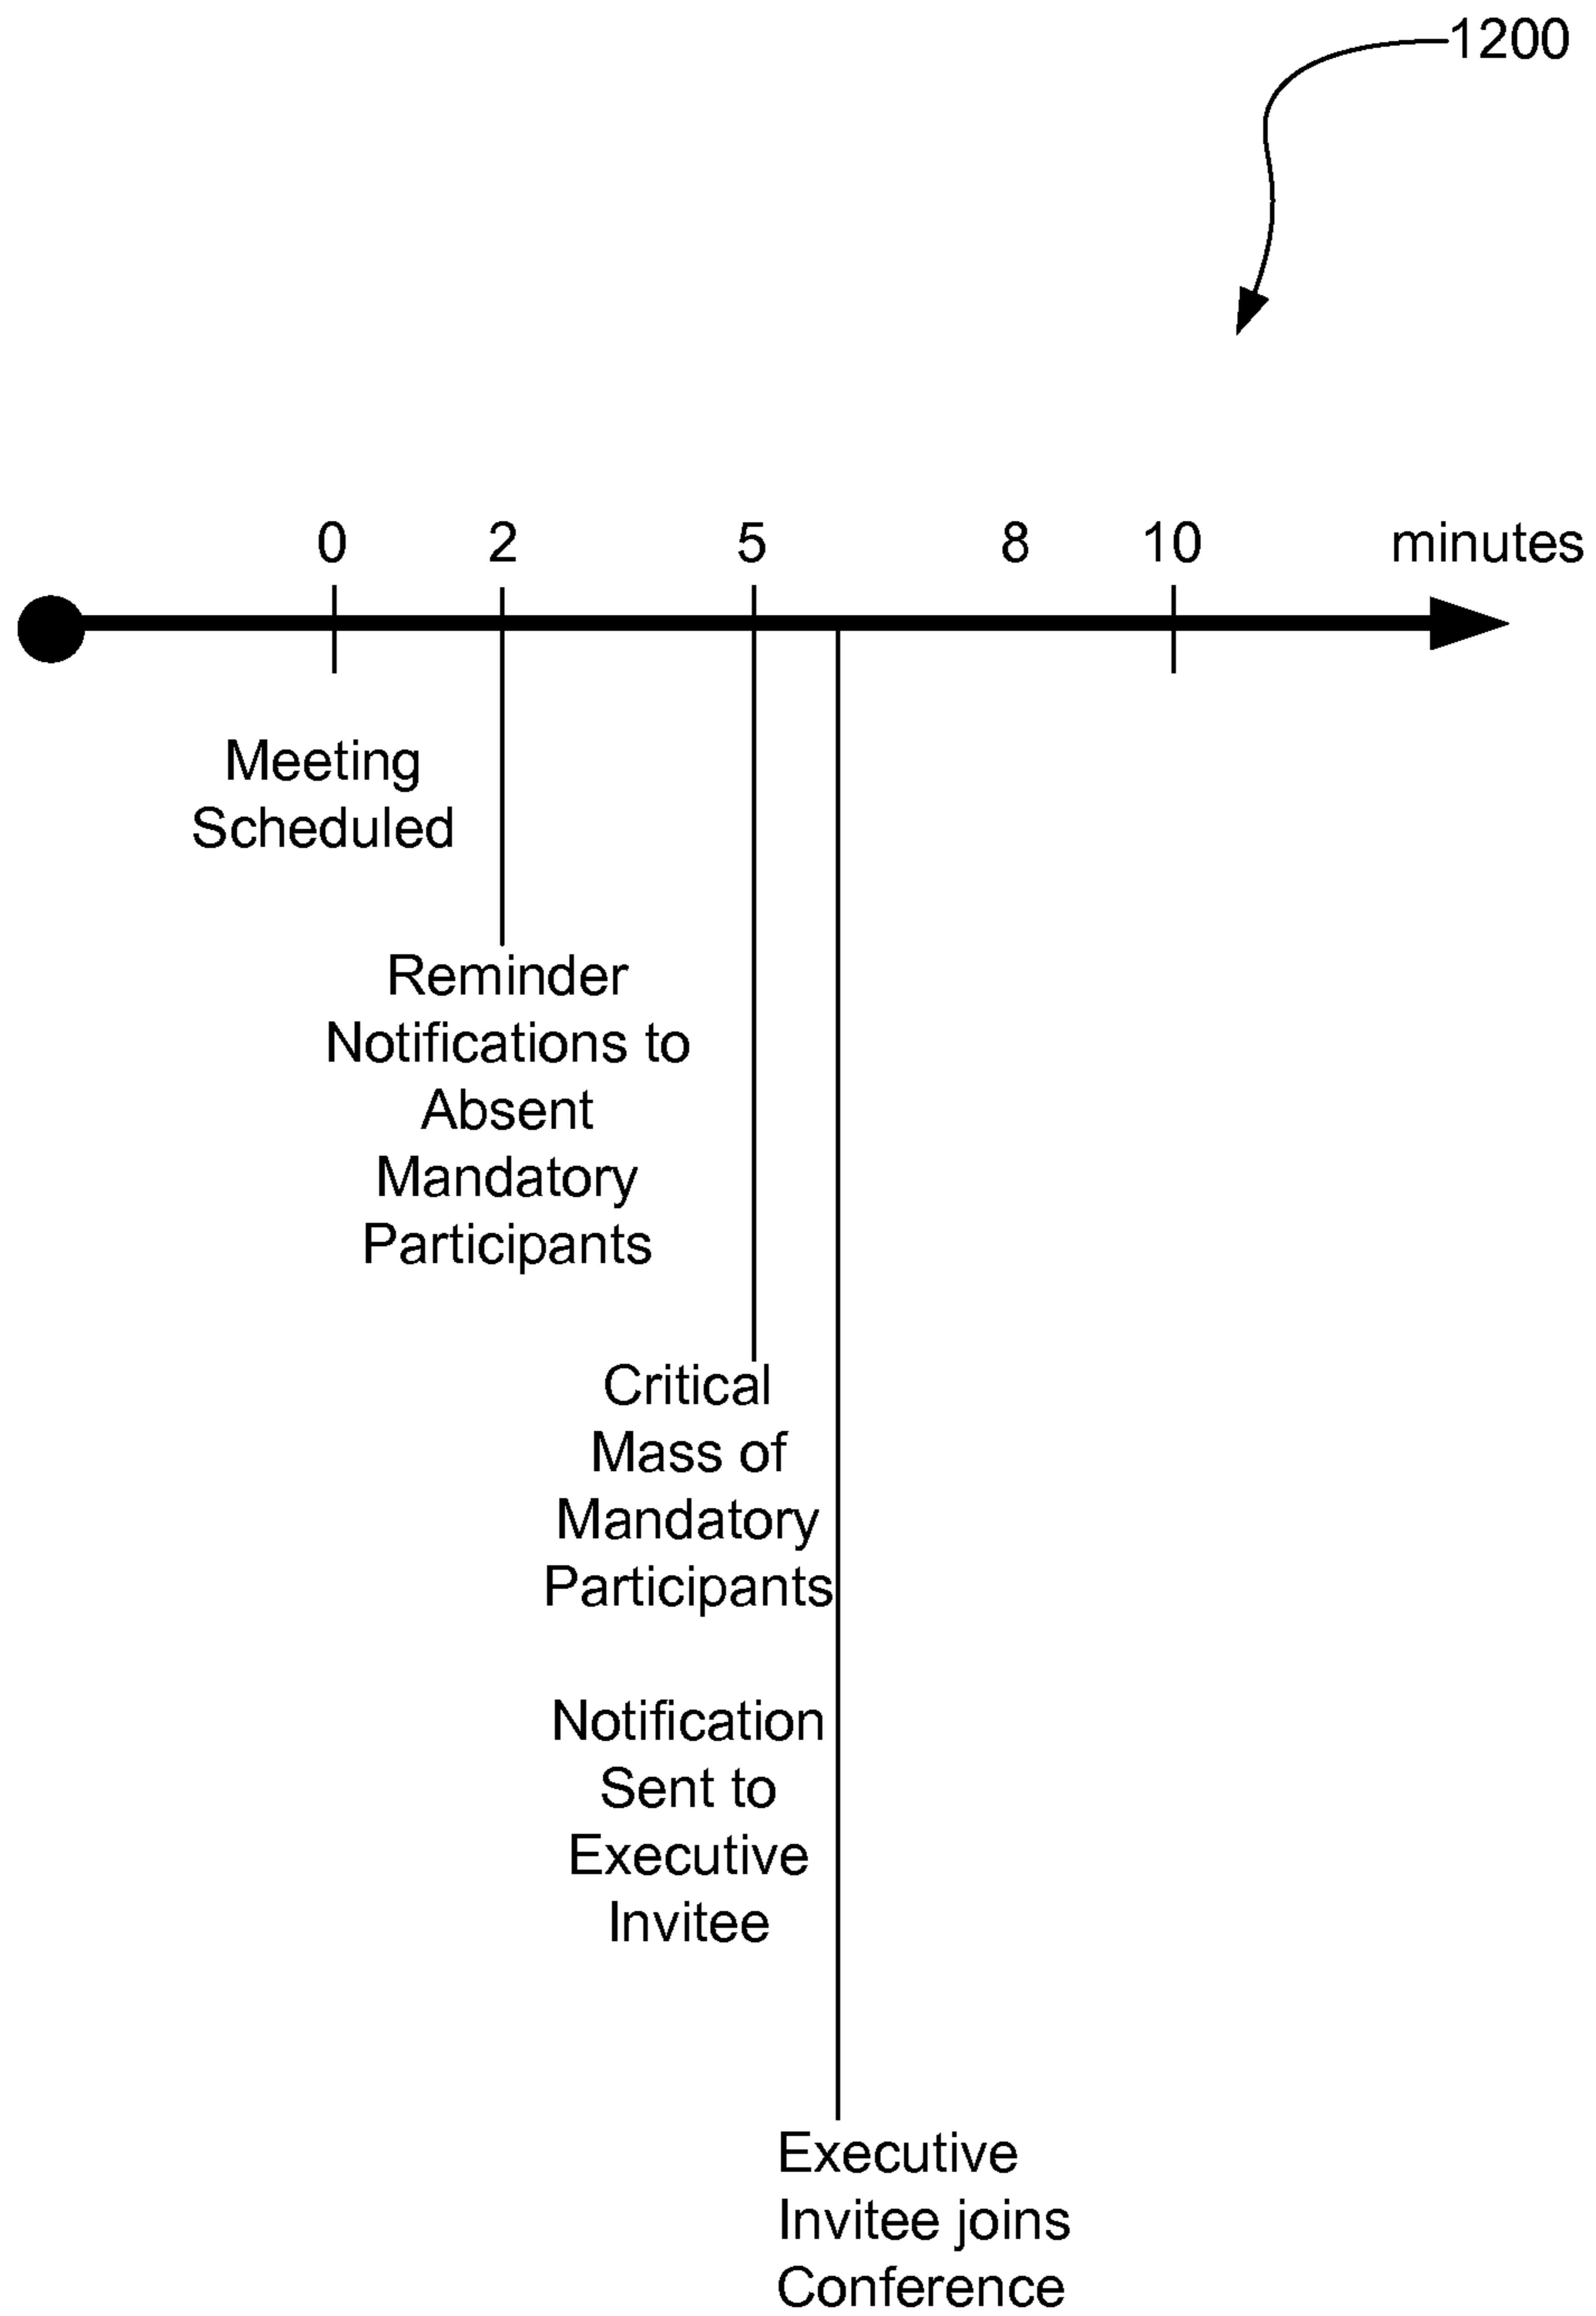 1200
0 2 5 8 10 minutes
Meeting
Scheduled
Reminder
Notifications to
Absent
Mandatory
Participants
Critical
Mass of
Mandatory
Participants
Notification
Sent to
Executive
Invitee
Executive
Invitee joins
Conference